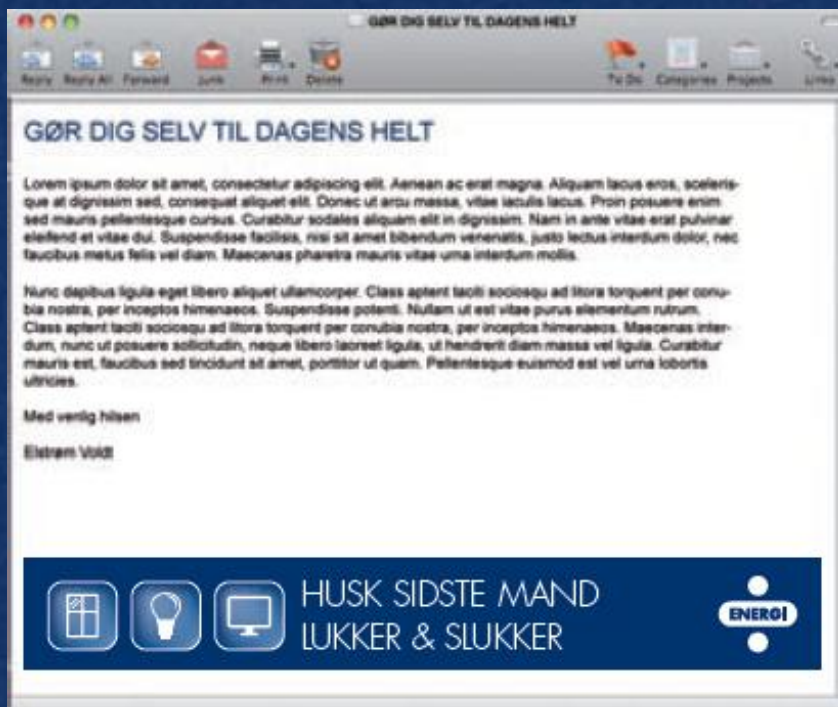 GØR DIG SELV TIL DAGENS HELT
Reply Reply All Forward Junk Print Delete To Do Categories Projects Links
GØR DIG SELV TIL DAGENS HELT
Lorem ipsum dolor sit amet, consectetur adipiscing elit. Aenean ac erat magna. Aliquam lacus eros, sceleris-
que at dignissim sed, consequat aliquet elit. Donec ut arcu massa, vitae iaculis lacus. Proin posuere enim
sed mauris pellentesque cursus. Curabitur sodales aliquam elit in dignissim. Nam in ante vitae erat pulvinar
eleifend et vitae dui. Suspendisse facilisis, nisi sit amet bibendum venenatis, justo lectus interdum dolor, nec
faucibus metus felis vel diam. Maecenas pharetra mauris vitae urna interdum mollis.
Nunc dapibus ligula eget libero aliquet ullamcorper. Class aptent taciti sociosqu ad litora torquent per conu-
bia nostra, per inceptos himenaeos. Suspendisse potenti. Nullam ut est vitae purus elementum rutrum.
Class aptent taciti sociosqu ad litora torquent per conubia nostra, per inceptos himenaeos. Maecenas inter-
dum, nunc ut posuere sollicitudin, neque libero laoreet ligula, ut hendrerit diam massa vel ligula. Curabitur
mauris est, faucibus sed tincidunt sit amet, porttitor ut quam. Pellentesque euismod est vel urna lobortis
ultricies.
Med venlig hilsen
Elstrøm Voldt
HUSK SIDSTE MAND
LUKKER & SLUKKER
ENERGI